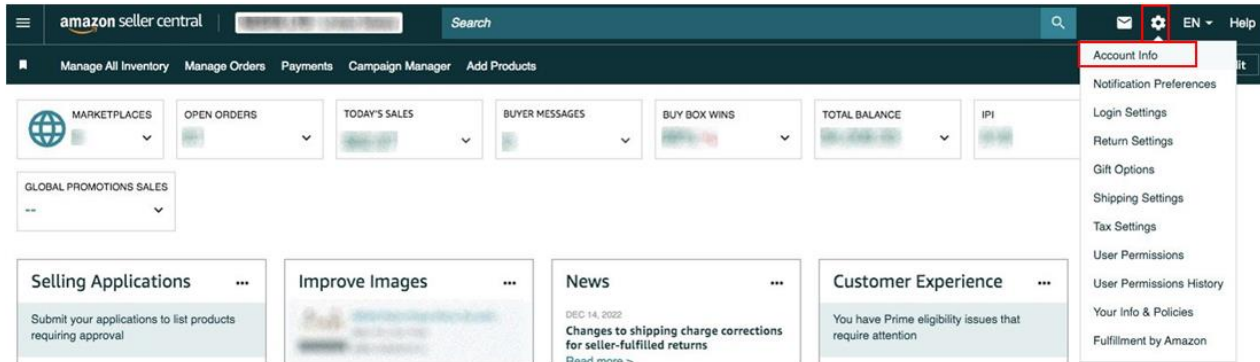 amazon seller central
Search
EN
Help
Manage All Inventory Manage Orders Payments Campaign Manager Add Products
Account Info
Notification Preferences
Login Settings
Return Settings
Gift Options
Shipping Settings
Tax Settings
User Permissions
User Permissions History
Your Info & Policies
Fulfillment by Amazon
MARKETPLACES
OPEN ORDERS
TODAY'S SALES
BUYER MESSAGES
BUY BOX WINS
TOTAL BALANCE
IPI
GLOBAL PROMOTIONS SALES
--
Selling Applications
Submit your applications to list products
requiring approval
Improve Images
News
DEC 14, 2022
Changes to shipping charge corrections
for seller-fulfilled returns
Read more >
Customer Experience
You have Prime eligibility issues that
require attention